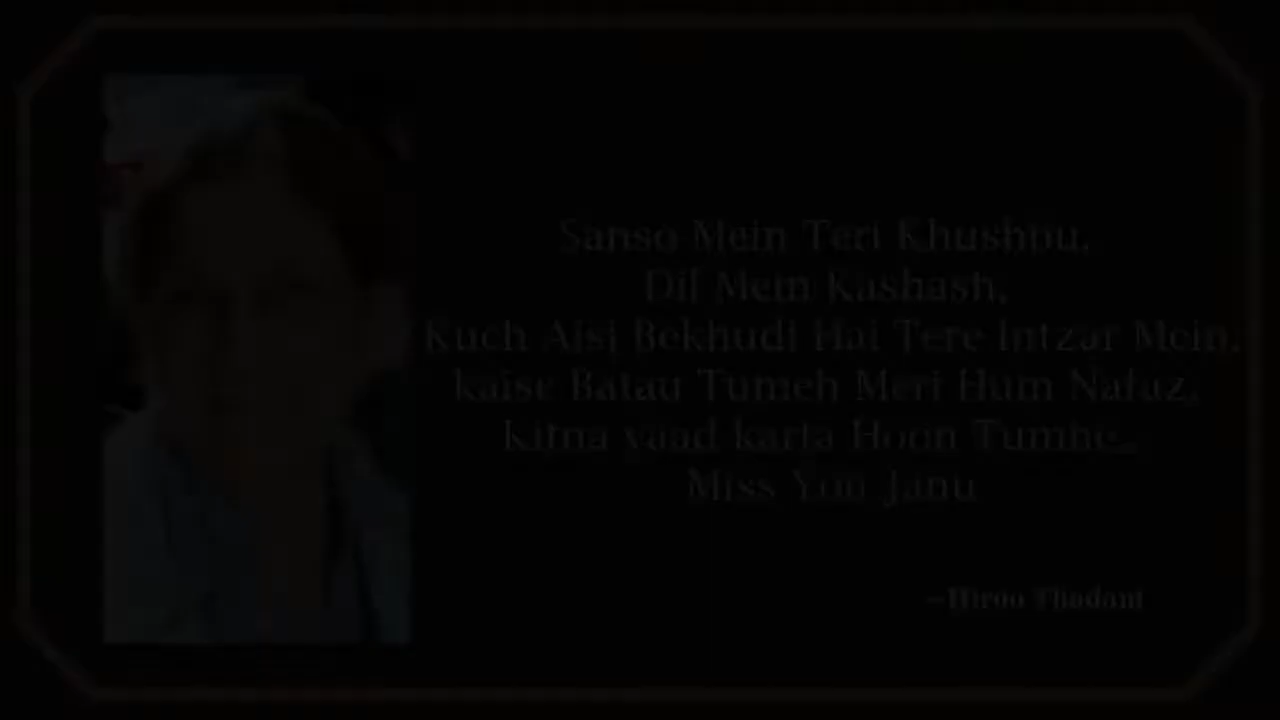 Sanso Mein Teri Khushbu,
Dil Mein Kashash,
Kuch Aisi Bekhudi Hai Tere Intzar Mein,
kaise Batau Tumeh Meri Hum Nafuz,
Kitna yaad karta Hoon Tumhe..
Miss You Janu